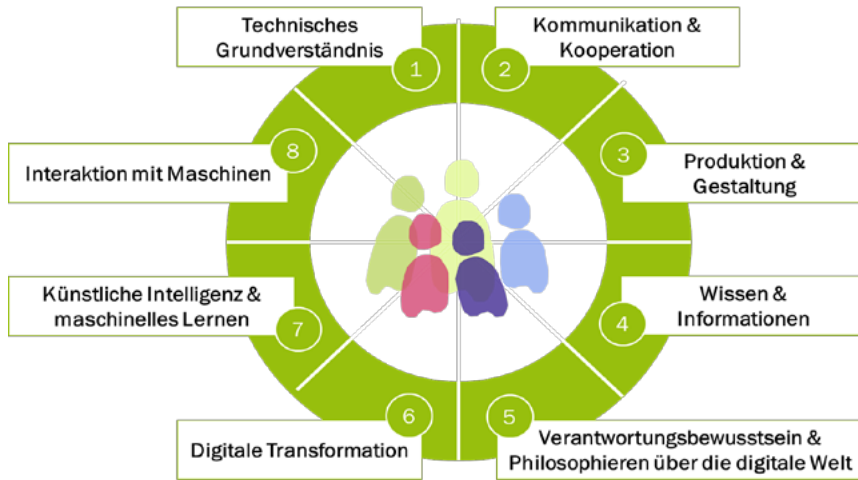 Technisches
Grundverständnis
1
Kommunikation &
Kooperation
2
3
Produktion &
Gestaltung
4
Wissen &
Informationen
5
Verantwortungsbewusstsein &
Philosophieren über die digitale Welt
6
Digitale Transformation
7
Künstliche Intelligenz &
maschinelles Lernen
8
Interaktion mit Maschinen